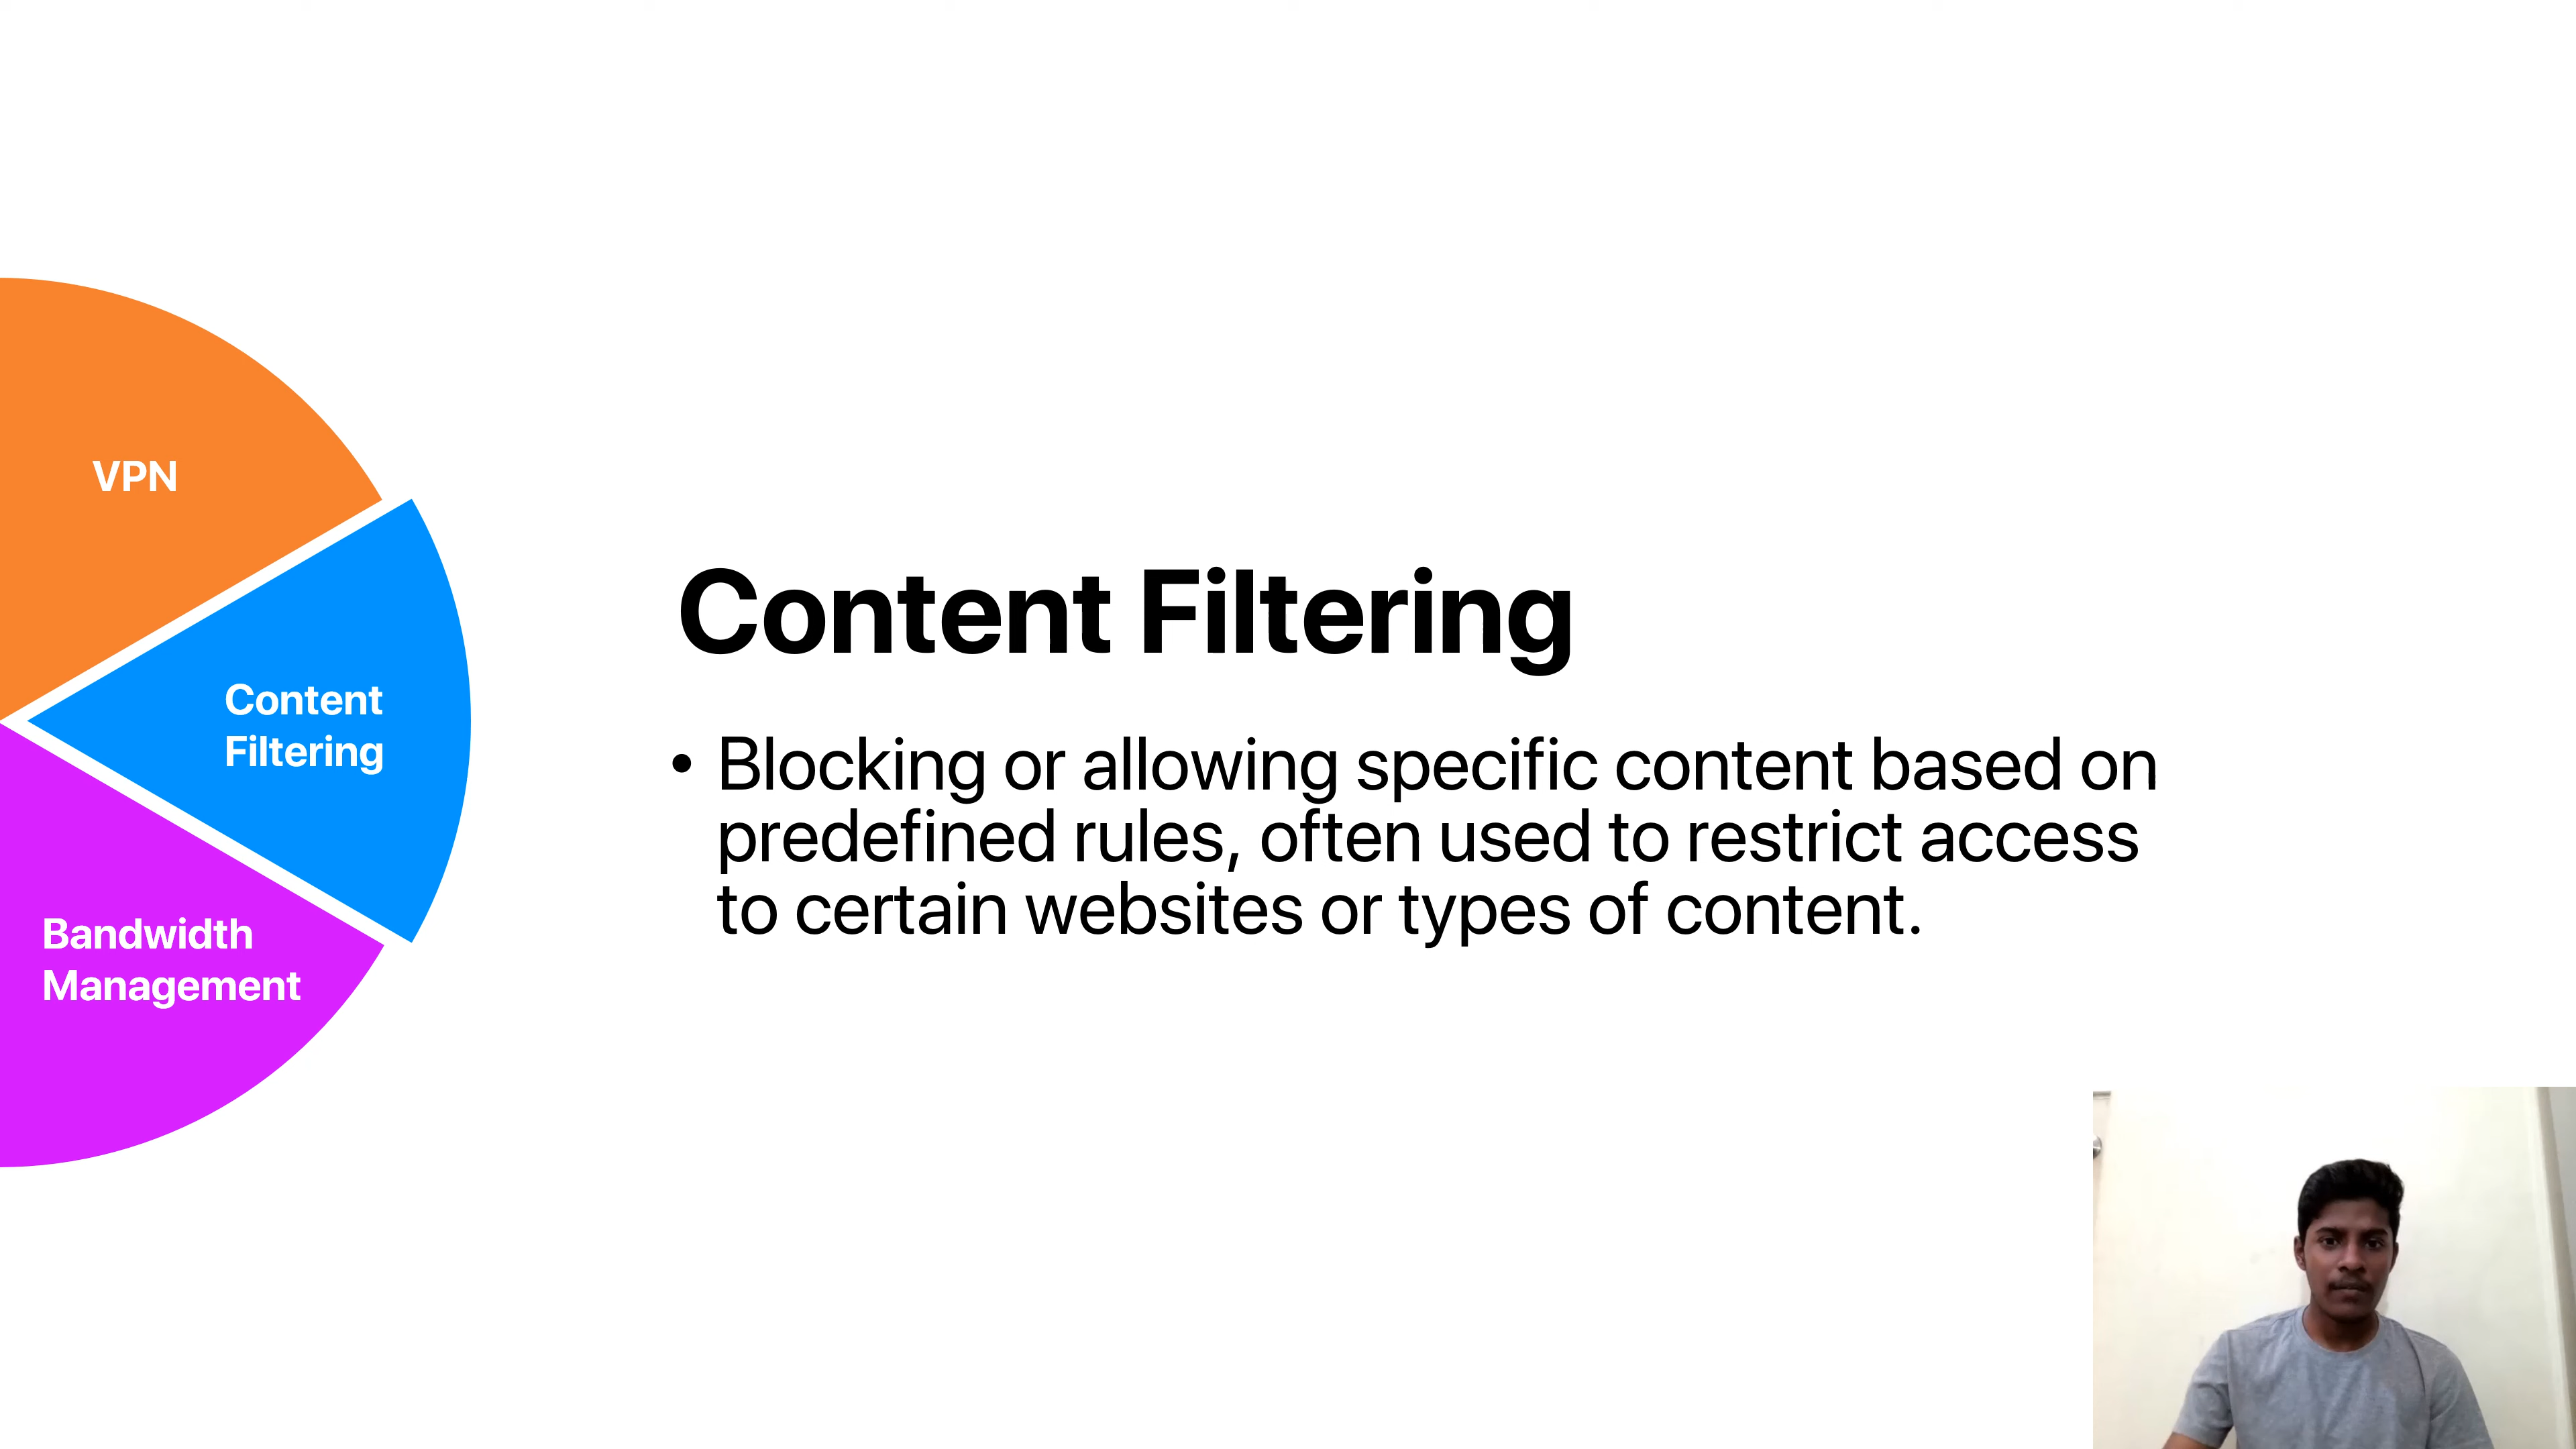 VPN
Content
Filtering
Bandwidth
Management
Content Filtering
• Blocking or allowing specific content based on
predefined rules, often used to restrict access
to certain websites or types of content.